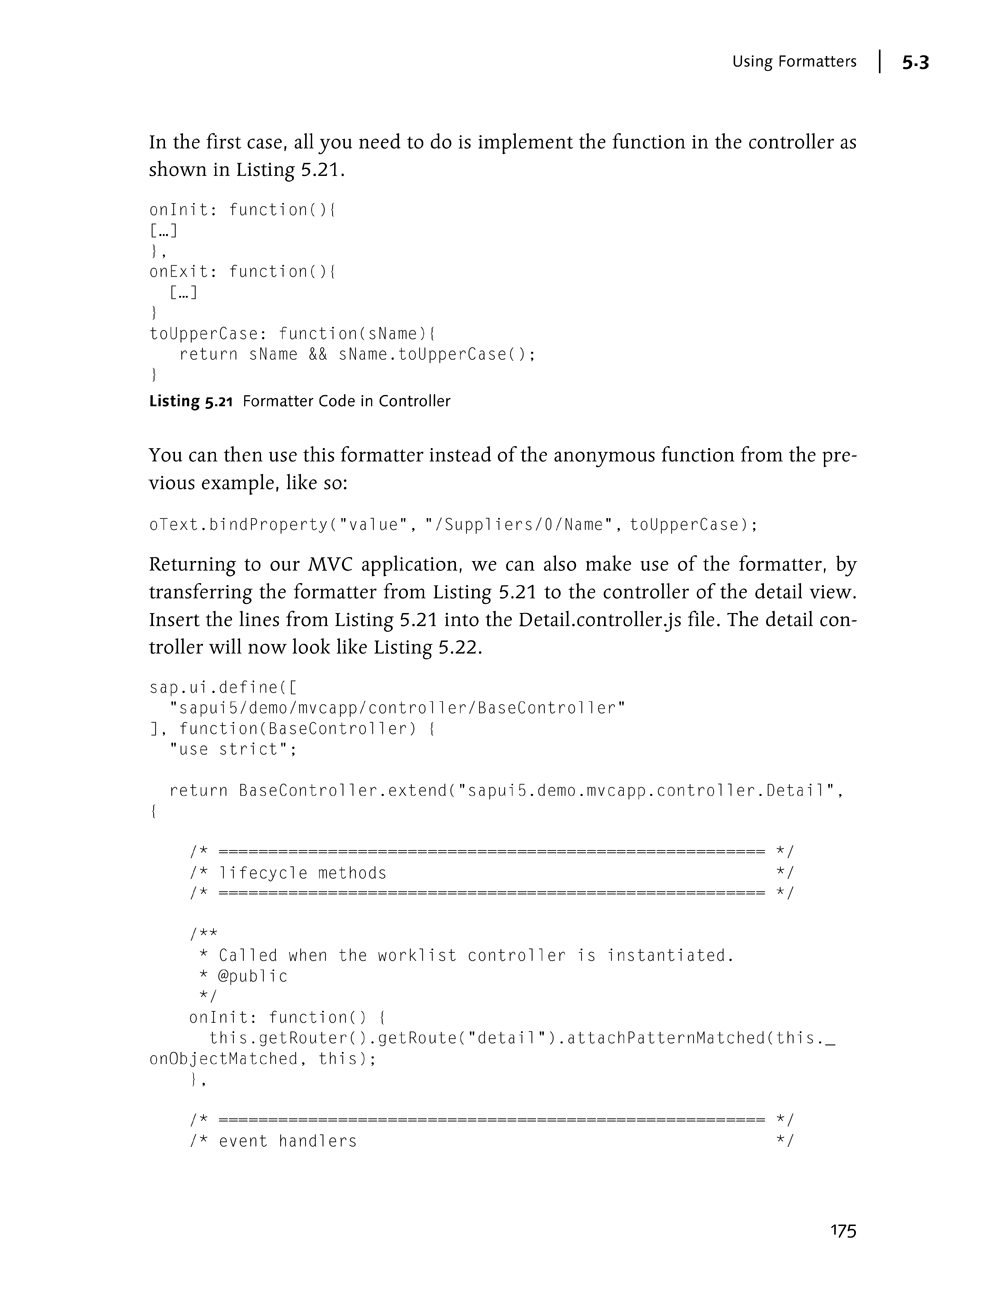 Using Formatters | 5.3
In the first case, all you need to do is implement the function in the controller as
shown in Listing 5.21.
onInit: function(){
[…]
},
onExit: function(){
  […]
}
toUpperCase: function(sName){
   return sName && sName.toUpperCase();
}
Listing 5.21 Formatter Code in Controller
You can then use this formatter instead of the anonymous function from the pre-
vious example, like so:
oText.bindProperty("value", "/Suppliers/0/Name", toUpperCase);
Returning to our MVC application, we can also make use of the formatter, by
transferring the formatter from Listing 5.21 to the controller of the detail view.
Insert the lines from Listing 5.21 into the Detail.controller.js file. The detail con-
troller will now look like Listing 5.22.
sap.ui.define([
  "sapui5/demo/mvcapp/controller/BaseController"
], function(BaseController) {
  "use strict";
  return BaseController.extend("sapui5.demo.mvcapp.controller.Detail",
{
    /* ======================================================= */
    /* lifecycle methods                                       */
    /* ======================================================= */
    /**
     * Called when the worklist controller is instantiated.
     * @public
     */
    onInit: function() {
      this.getRouter().getRoute("detail").attachPatternMatched(this._
onObjectMatched, this);
    },
    /* ======================================================= */
    /* event handlers                                          */
175